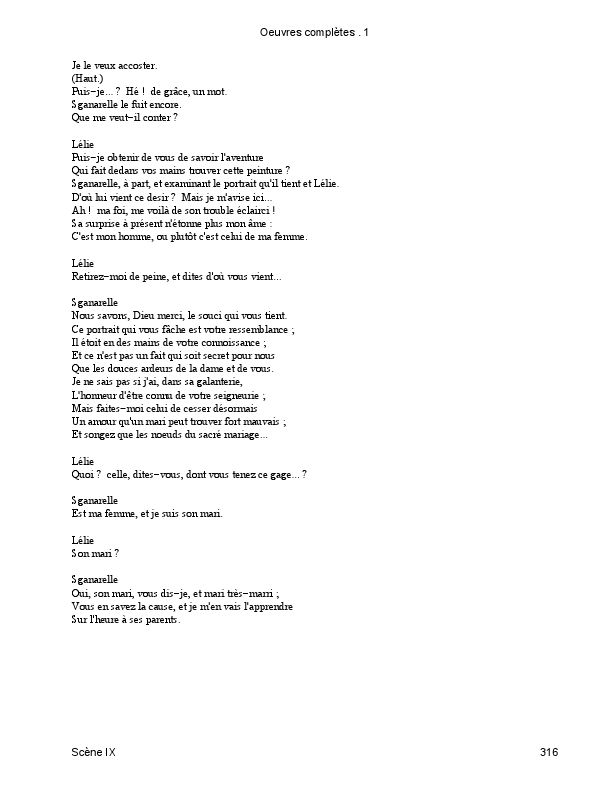 Oeuvres complètes . 1
Je le veux accoster.
(Haut.)
Puis−je... ? Hé ! de grâce, un mot.
Sganarelle le fuit encore.
Que me veut−il conter ?
Lélie
Puis−je obtenir de vous de savoir l'aventure
Qui fait dedans vos mains trouver cette peinture ?
Sganarelle, à part, et examinant le portrait qu'il tient et Lélie.
D'où lui vient ce desir ? Mais je m'avise ici...
Ah ! ma foi, me voilà de son trouble éclairci !
Sa surprise à présent n'étonne plus mon âme :
C'est mon homme, ou plutôt c'est celui de ma femme.
Lélie
Retirez−moi de peine, et dites d'où vous vient...
Sganarelle
Nous savons, Dieu merci, le souci qui vous tient.
Ce portrait qui vous fâche est votre ressemblance ;
Il étoit en des mains de votre connoissance ;
Et ce n'est pas un fait qui soit secret pour nous
Que les douces ardeurs de la dame et de vous.
Je ne sais pas si j'ai, dans sa galanterie,
L'honneur d'être connu de votre seigneurie ;
Mais faites−moi celui de cesser désormais
Un amour qu'un mari peut trouver fort mauvais ;
Et songez que les noeuds du sacré mariage...
Lélie
Quoi ? celle, dites−vous, dont vous tenez ce gage... ?
Sganarelle
Est ma femme, et je suis son mari.
Lélie
Son mari ?
Sganarelle
Oui, son mari, vous dis−je, et mari très−marri ;
Vous en savez la cause, et je m'en vais l'apprendre
Sur l'heure à ses parents.
Scène IX
316